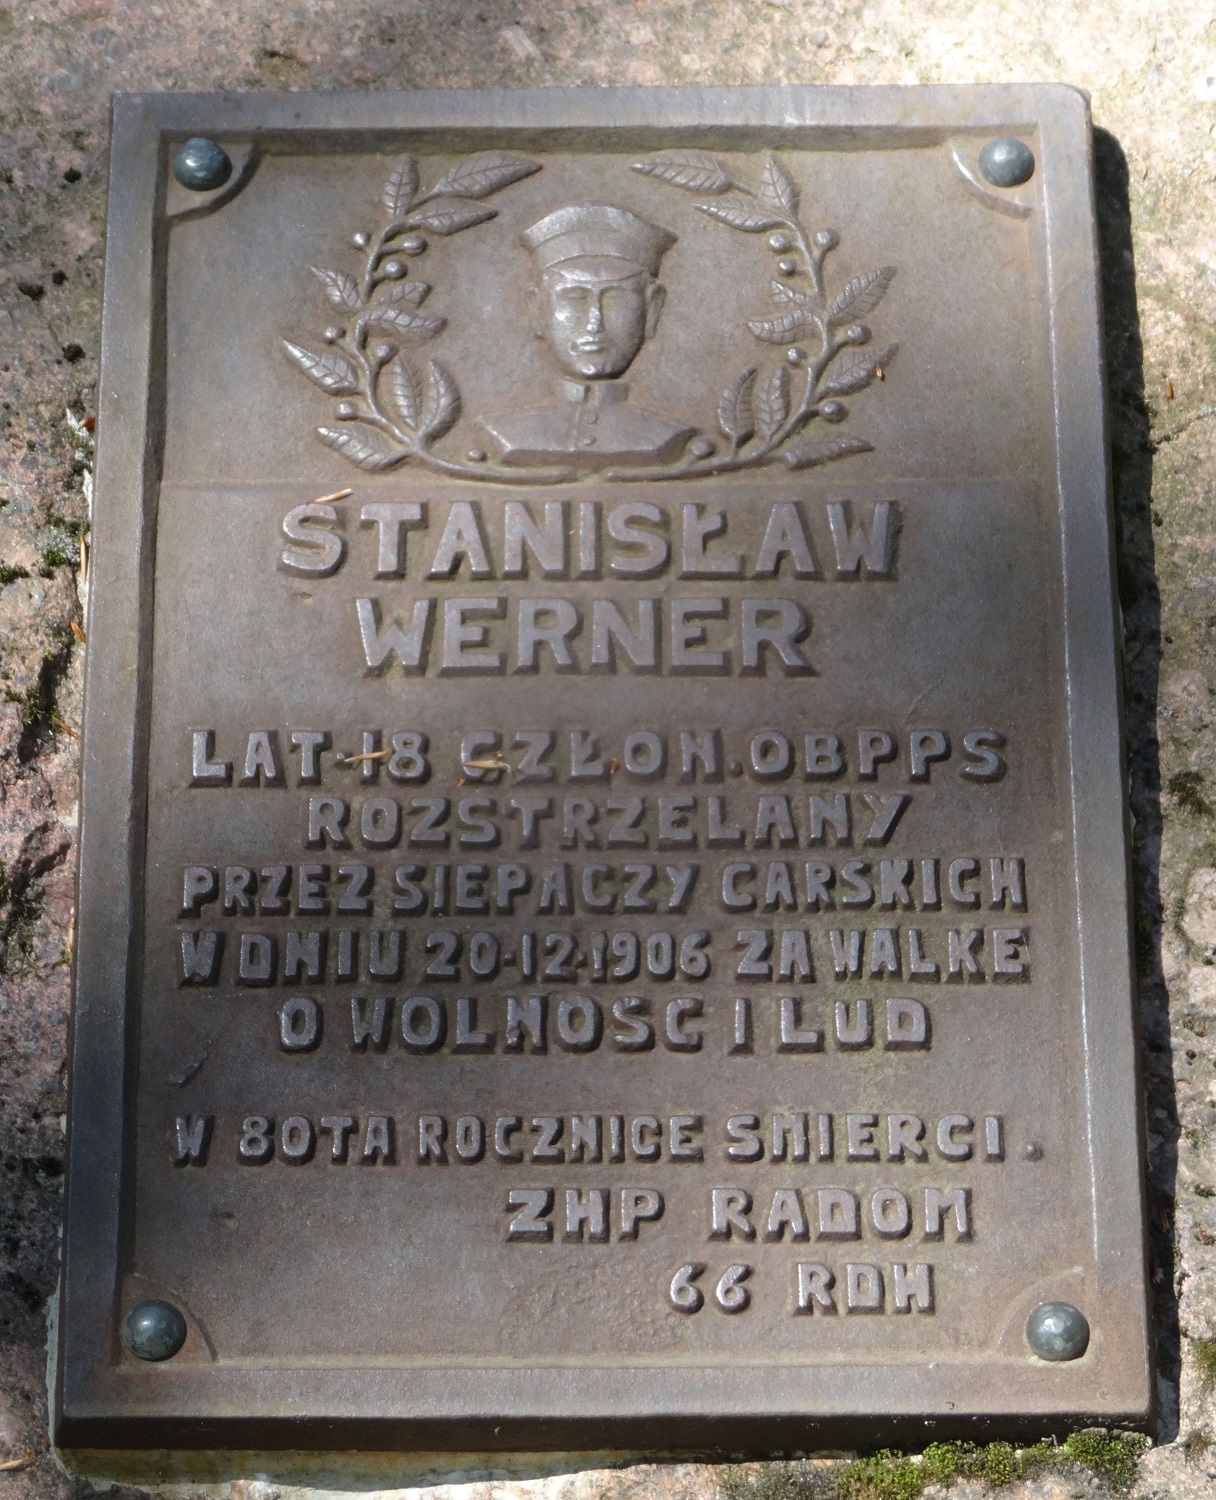 STANISŁAW
WERNER
LAT·18 CZŁON.OBPPS
ROZSTRZELANY
PRZEZ SIEPACZY CARSKICH
W DNIU 20·12·1906 ZA WALKE
O WOLNOSC I LUD
W 80TA ROCZNICE SMIERCI.
ZHP RADOM
66 RDH